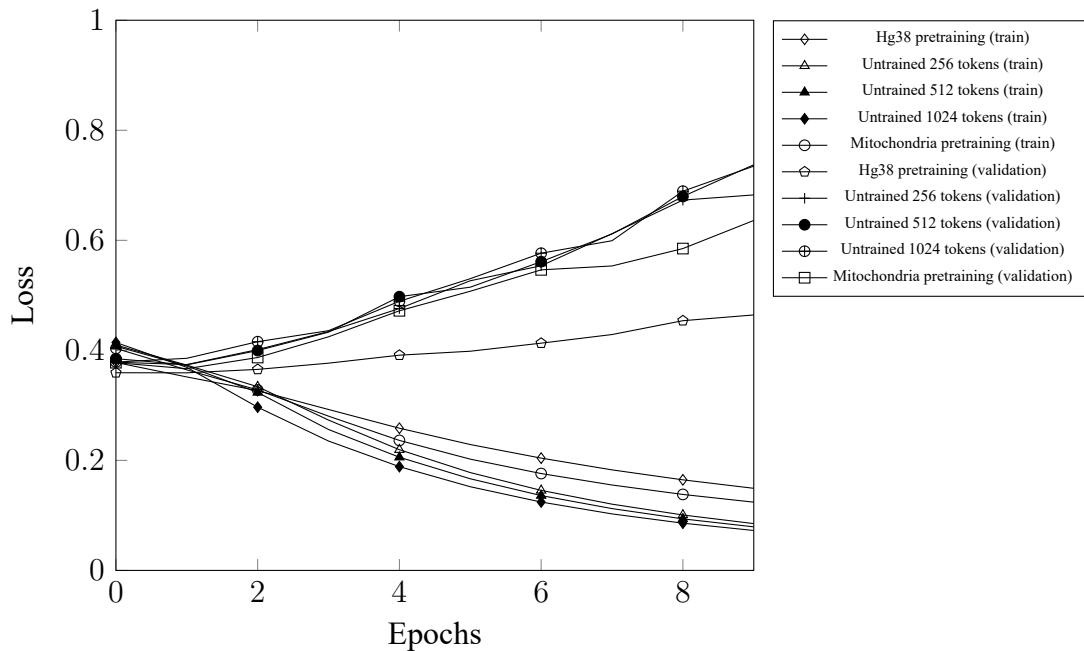 1
0.8
0.6
0.4
0.2
0
0 2 4 6 8
Loss
Epochs
Hg38 pretraining (train)
Untrained 256 tokens (train)
Untrained 512 tokens (train)
Untrained 1024 tokens (train)
Mitochondria pretraining (train)
Hg38 pretraining (validation)
Untrained 256 tokens (validation)
Untrained 512 tokens (validation)
Untrained 1024 tokens (validation)
Mitochondria pretraining (validation)